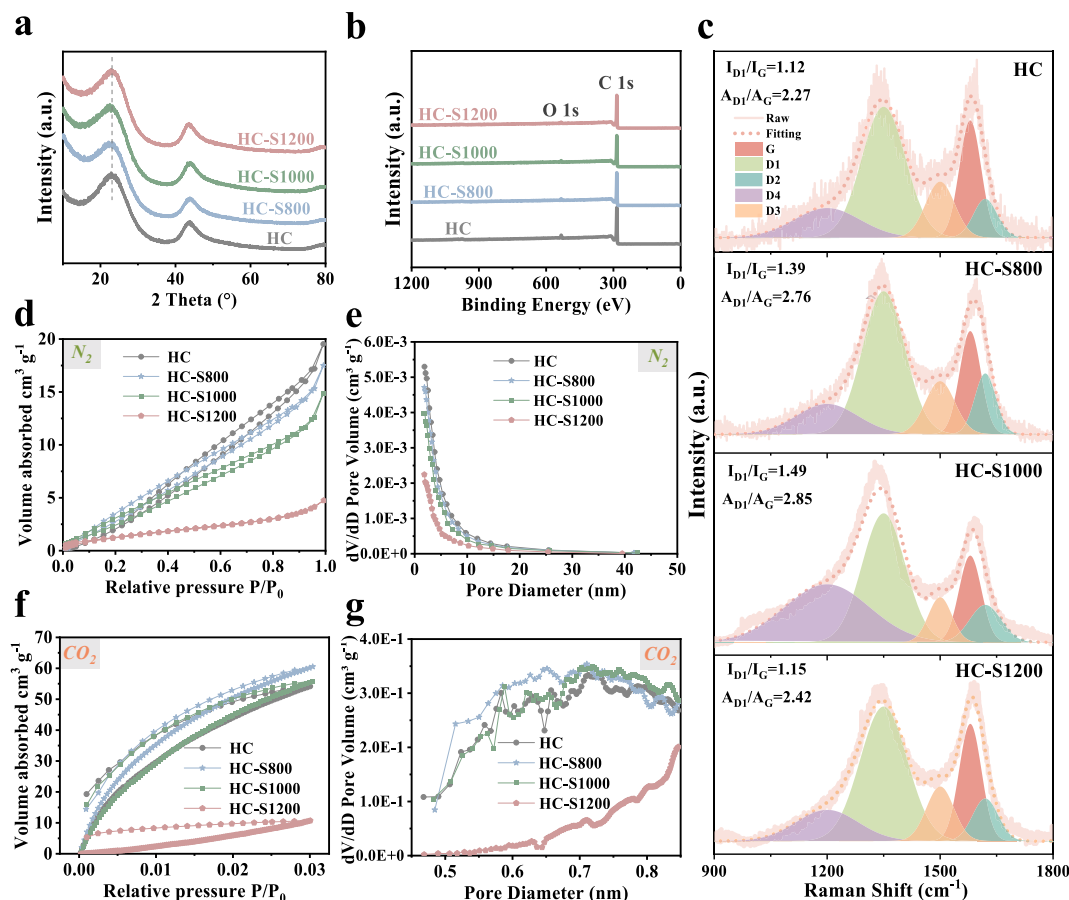 a
Intensity (a.u.)
HC-S1200
HC-S1000
HC-S800
HC
20
40
60
80
2 Theta (°)
b
Intensity (a.u.)
C 1s
O 1s
HC-S1200
HC-S1000
HC-S800
HC
1200
900
600
300
0
Binding Energy (eV)
c
Intensity (a.u.)
I_D1/I_G=1.12
A_D1/A_G=2.27
HC
Raw
Fitting
G
D1
D2
D4
D3
HC-S800
I_D1/I_G=1.39
A_D1/A_G=2.76
HC-S1000
I_D1/I_G=1.49
A_D1/A_G=2.85
HC-S1200
I_D1/I_G=1.15
A_D1/A_G=2.42
900
1200
1500
1800
Raman Shift (cm⁻¹)
d
Volume absorbed cm³ g⁻¹
20
15
10
5
0
N₂
HC
HC-S800
HC-S1000
HC-S1200
0.0
0.2
0.4
0.6
0.8
1.0
Relative pressure P/P₀
e
dV/dD Pore Volume (cm³ g⁻¹)
6.0E-3
5.0E-3
4.0E-3
3.0E-3
2.0E-3
1.0E-3
0.0E+0
N₂
HC
HC-S800
HC-S1000
HC-S1200
0
10
20
30
40
50
Pore Diameter (nm)
f
Volume absorbed cm³ g⁻¹
70
60
50
40
30
20
10
0
CO₂
HC
HC-S800
HC-S1000
HC-S1200
0.00
0.01
0.02
0.03
Relative pressure P/P₀
g
dV/dD Pore Volume (cm³ g⁻¹)
4.0E-1
3.0E-1
2.0E-1
1.0E-1
0.0E+0
CO₂
HC
HC-S800
HC-S1000
HC-S1200
0.5
0.6
0.7
0.8
Pore Diameter (nm)